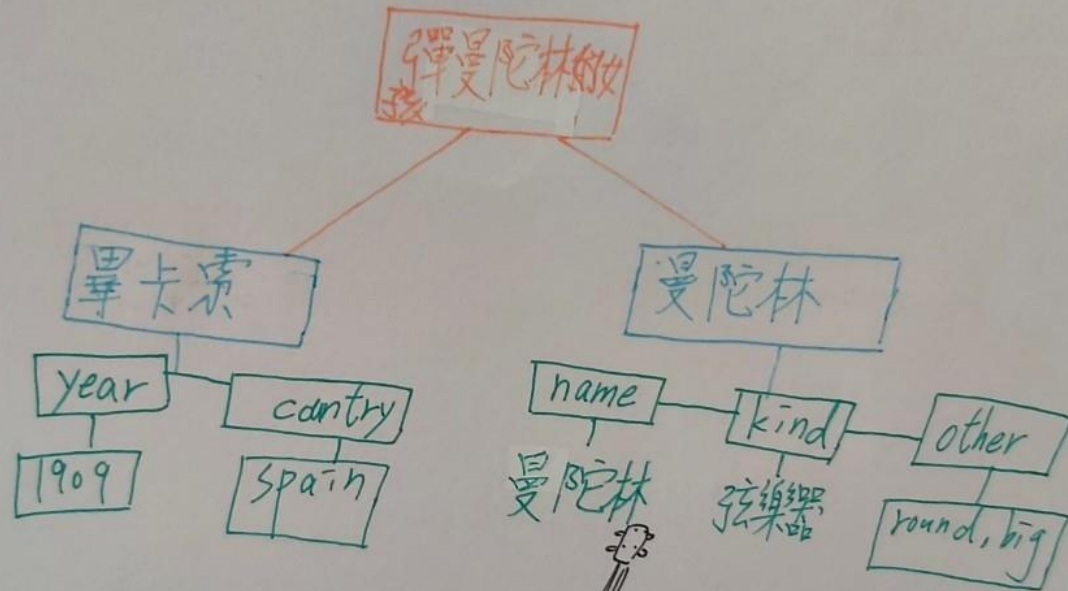 彈曼陀林的女
孩
畢卡索
曼陀林
year
cantry
name
kind
other
1909
spain
曼陀林
弦樂器
round, big